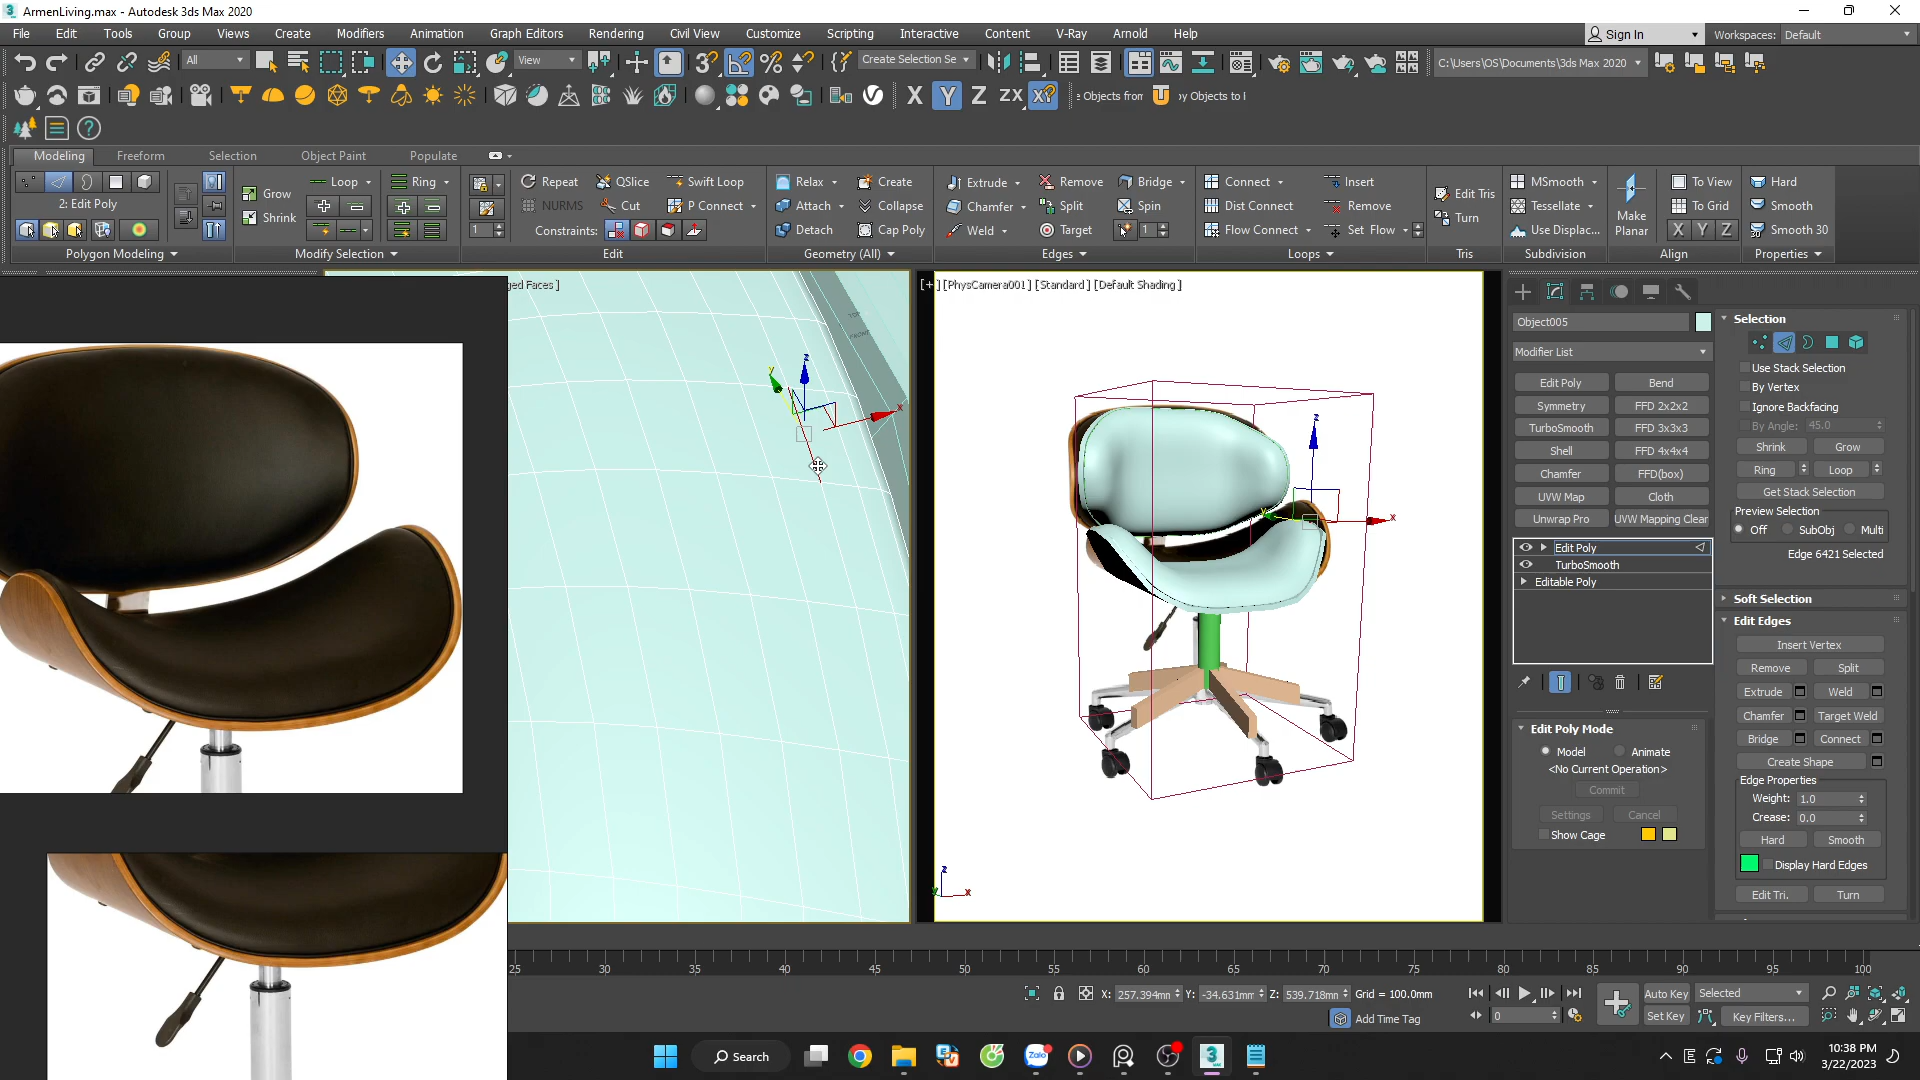 ArmenLiving.max - Autodesk 3ds Max 2020
File Edit Tools Group Views Create Modifiers Animation Graph Editors Rendering Civil View Customize Scripting Interactive Content V-Ray Arnold Help
Sign In Workspaces: Default
All View Create Selection Se C:\Users\OS\Documents\3ds Max 2020
X Y Z ZX XY e Objects from by Objects to l
Modeling Freeform Selection Object Paint Populate
Grow Loop Ring Repeat QSlice Swift Loop Relax Create Extrude Remove Bridge Connect Insert Edit Tris MSmooth To View Hard
2: Edit Poly Shrink NURMS Cut P Connect Attach Collapse Chamfer Split Spin Dist Connect Remove Turn Tessellate Make Planar To Grid Smooth
1 Constraints: Detach Cap Poly Weld Target 1 Flow Connect Set Flow Use Displac... X Y Z Smooth 30
Polygon Modeling Modify Selection Edit Geometry (All) Edges Loops Tris Subdivision Align Properties
ged Faces ]
[+] [PhysCamera001] [Standard] [Default Shading]
Object005
Modifier List
Edit Poly Bend
Symmetry FFD 2x2x2
TurboSmooth FFD 3x3x3
Shell FFD 4x4x4
Chamfer FFD(box)
UVW Map Cloth
Unwrap Pro UVW Mapping Clear
Edit Poly
TurboSmooth
Editable Poly
Edit Poly Mode
Model Animate
<No Current Operation>
Commit
Settings Cancel
Show Cage
Selection
Use Stack Selection
By Vertex
Ignore Backfacing
By Angle: 45.0
Shrink Grow
Ring Loop
Get Stack Selection
Preview Selection
Off SubObj Multi
Edge 6421 Selected
Soft Selection
Edit Edges
Insert Vertex
Remove Split
Extrude Weld
Chamfer Target Weld
Bridge Connect
Create Shape
Edge Properties
Weight: 1.0
Crease: 0.0
Hard Smooth
Display Hard Edges
Edit Tri. Turn
25 30 35 40 45 50 55 60 65 70 75 80 85 90 95 100
X: 257.394mm Y: -34.631mm Z: 539.718mm Grid = 100.0mm
Add Time Tag
0
Auto Key Selected
Set Key Key Filters...
Search
Zalo
10:38 PM
3/22/2023